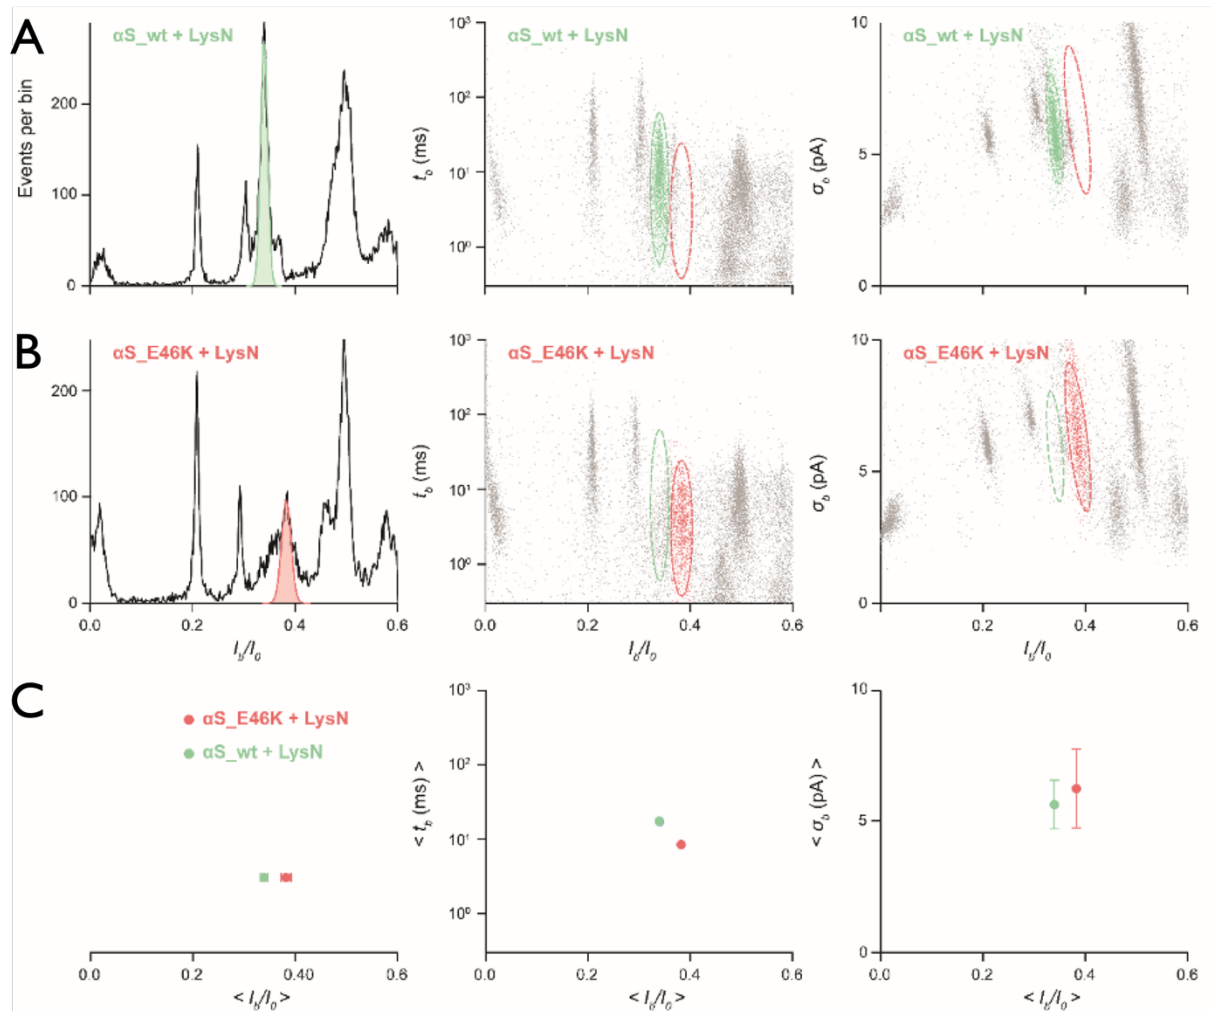 A
αS_wt + LysN
αS_wt + LysN
αS_wt + LysN
Events per bin
200
100
0
t_b (ms)
10³
10²
10¹
10⁰
σ_b (pA)
10
5
0
B
αS_E46K + LysN
αS_E46K + LysN
αS_E46K + LysN
200
100
0
t_b (ms)
10³
10²
10¹
10⁰
σ_b (pA)
10
5
0
0.0 0.2 0.4 0.6
0.0 0.2 0.4 0.6
0.0 0.2 0.4 0.6
I_b/I_0
I_b/I_0
I_b/I_0
C
αS_E46K + LysN
αS_wt + LysN
< t_b (ms) >
10³
10²
10¹
10⁰
< σ_b (pA) >
10
5
0
0.0 0.2 0.4 0.6
0.0 0.2 0.4 0.6
0.0 0.2 0.4 0.6
< I_b/I_0 >
< I_b/I_0 >
< I_b/I_0 >